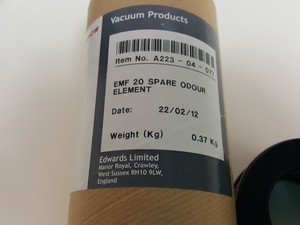 Vacuum Products
Item No. A223-04-077
EMF 20 SPARE ODOUR
ELEMENT
Date: 22/02/12
Weight (Kg) 0.37 Kg
Edwards Limited
Manor Royal, Crawley,
West Sussex RH10 9LW,
England